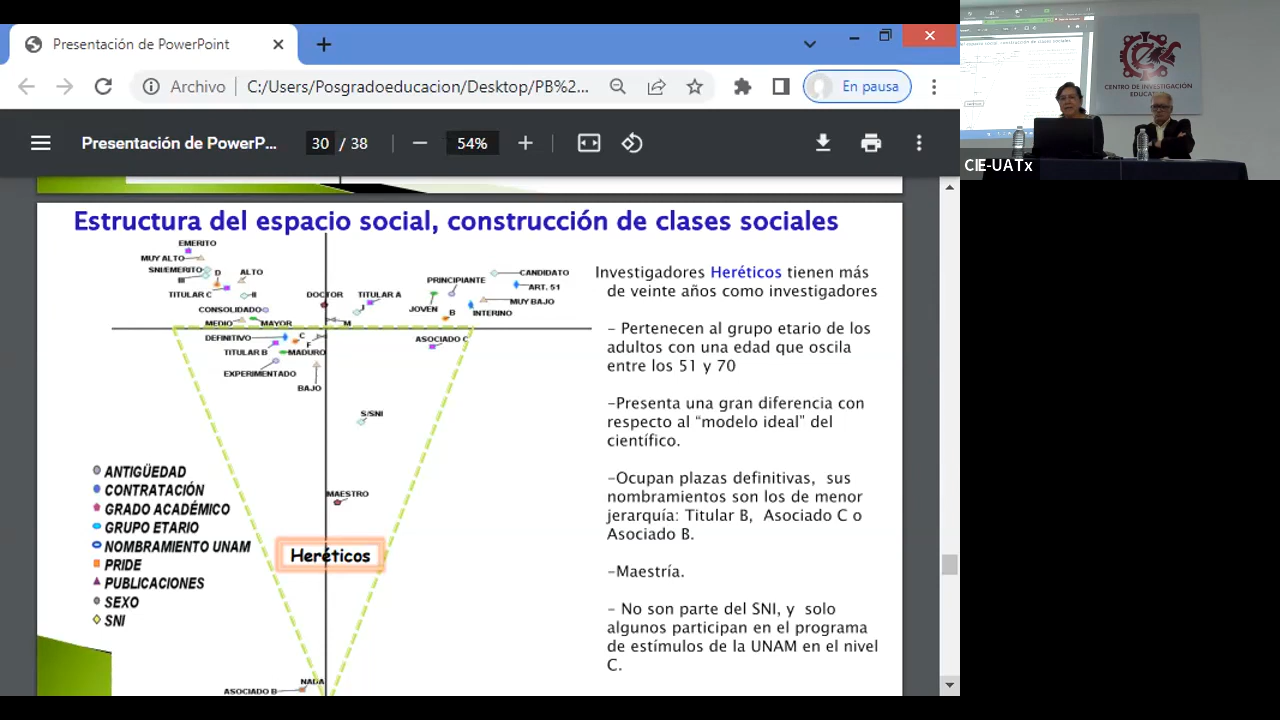 Presentación de PowerPoint
Archivo
C:/Users/Posgradoeducacion/Desktop/PB%2...
En pausa
Presentación de PowerP...
30 / 38
54%
Estructura del espacio social, construcción de clases sociales
EMERITO
MUY ALTO
SNI/EMERITO
D
ALTO
III
TITULAR C
II
CONSOLIDADO
MEDIO
MAYOR
DOCTOR
TITULAR A
I
M
PRINCIPIANTE
CANDIDATO
ART. 51
JOVEN
MUY BAJO
B
INTERINO
DEFINITIVO
C
F
TITULAR B
MADURO
EXPERIMENTADO
BAJO
ASOCIADO C
S/SNI
MAESTRO
Heréticos
NADA
ASOCIADO B
ANTIGÜEDAD
CONTRATACIÓN
GRADO ACADÉMICO
GRUPO ETARIO
NOMBRAMIENTO UNAM
PRIDE
PUBLICACIONES
SEXO
SNI
Investigadores Heréticos tienen más
de veinte años como investigadores
- Pertenecen al grupo etario de los
adultos con una edad que oscila
entre los 51 y 70
-Presenta una gran diferencia con
respecto al “modelo ideal” del
científico.
-Ocupan plazas definitivas, sus
nombramientos son los de menor
jerarquía: Titular B, Asociado C o
Asociado B.
-Maestría.
- No son parte del SNI, y solo
algunos participan en el programa
de estímulos de la UNAM en el nivel
C.
CENTRO DE INVESTIGACIÓN
CIE-UATx